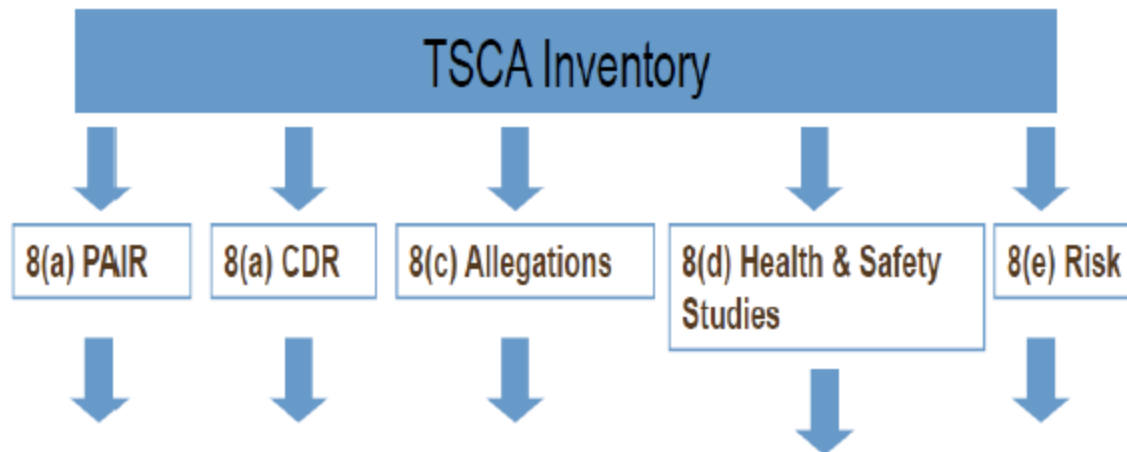 TSCA Inventory
8(a) PAIR
8(a) CDR
8(c) Allegations
8(d) Health & Safety
Studies
8(e) Risk